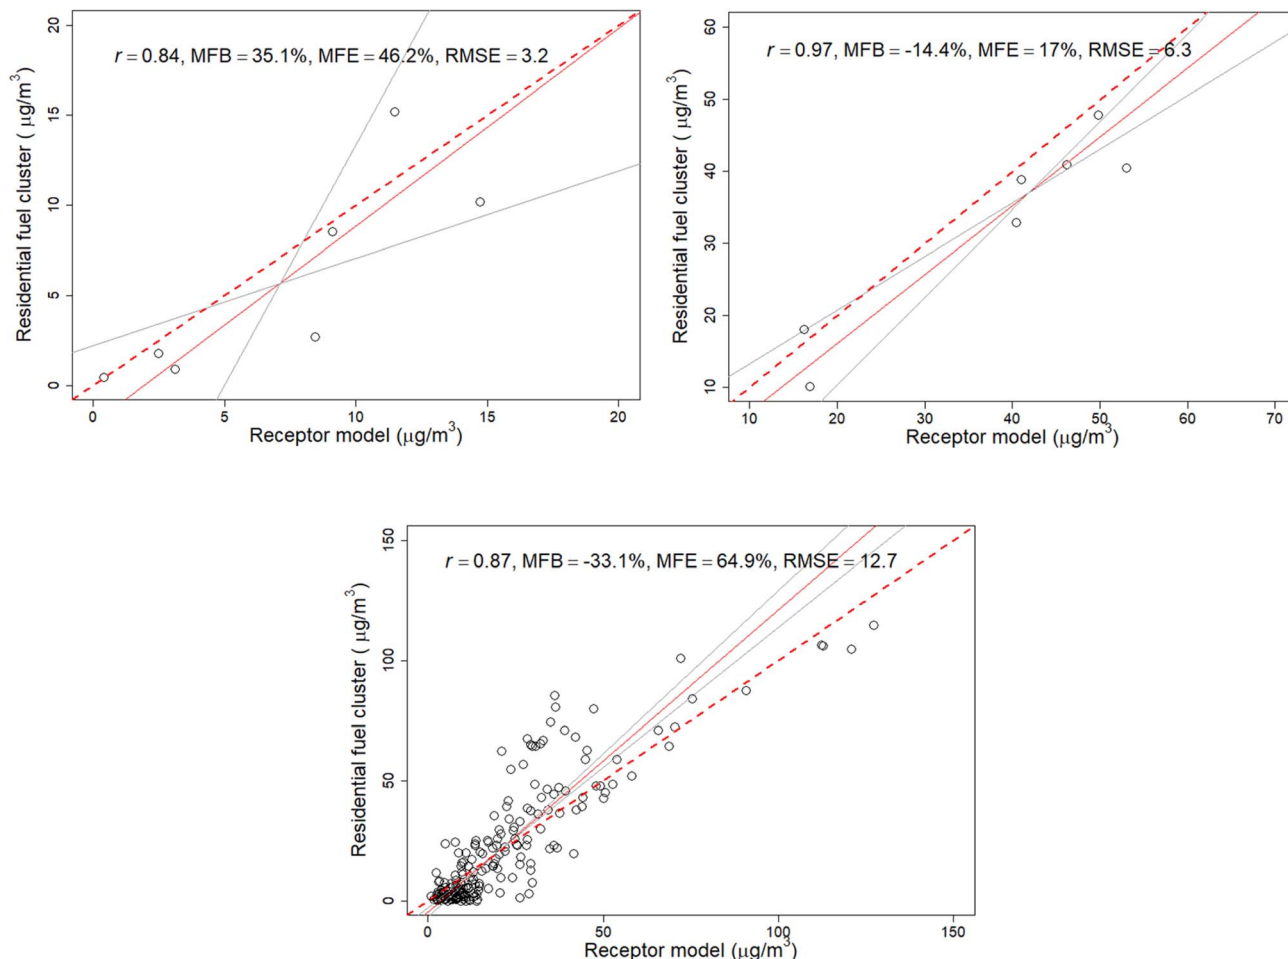 r = 0.84, MFB = 35.1%, MFE = 46.2%, RMSE = 3.2
Residential fuel cluster ( μg/m³)
20
15
10
5
0
0 5 10 15 20
Receptor model (μg/m³)
r = 0.97, MFB = -14.4%, MFE = 17%, RMSE = 6.3
Residential fuel cluster ( μg/m³)
60
50
40
30
20
10
10 20 30 40 50 60 70
Receptor model (μg/m³)
r = 0.87, MFB = -33.1%, MFE = 64.9%, RMSE = 12.7
Residential fuel cluster ( μg/m³)
150
100
50
0
0 50 100 150
Receptor model (μg/m³)